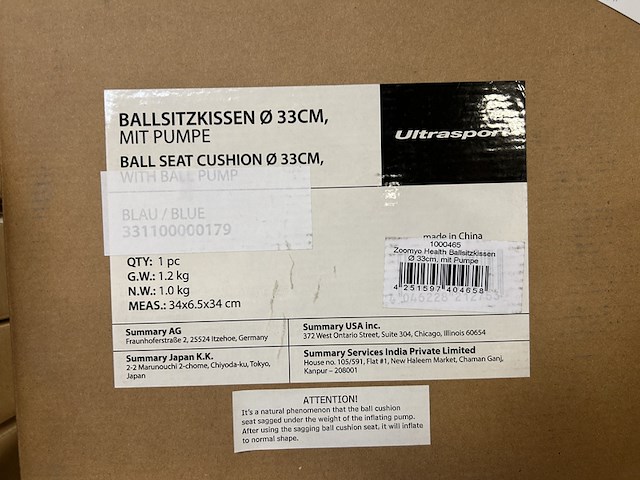 BALLSITZKISSEN Ø 33CM,
MIT PUMPE
BALL SEAT CUSHION Ø 33CM,
WITH BALL PUMP
Ultrasport
BLAU / BLUE
331100000179
made in China
1000465
Zoomyo Health Ballsitzkissen
Ø 33cm, mit Pumpe
4 251597 404658
QTY: 1 pc
G.W.: 1.2 kg
N.W.: 1.0 kg
MEAS.: 34x6.5x34 cm
Summary AG
Fraunhoferstraße 2, 25524 Itzehoe, Germany
Summary USA inc.
372 West Ontario Street, Suite 304, Chicago, Illinois 60654
Summary Japan K.K.
2-2 Marunouchi 2-chome, Chiyoda-ku, Tokyo,
Japan
Summary Services India Private Limited
House no. 105/591, Flat #1, New Haleem Market, Chaman Ganj,
Kanpur – 208001
ATTENTION!
It's a natural phenomenon that the ball cushion
seat sagged under the weight of the inflating pump.
After using the sagging ball cushion seat, it will inflate
to normal shape.